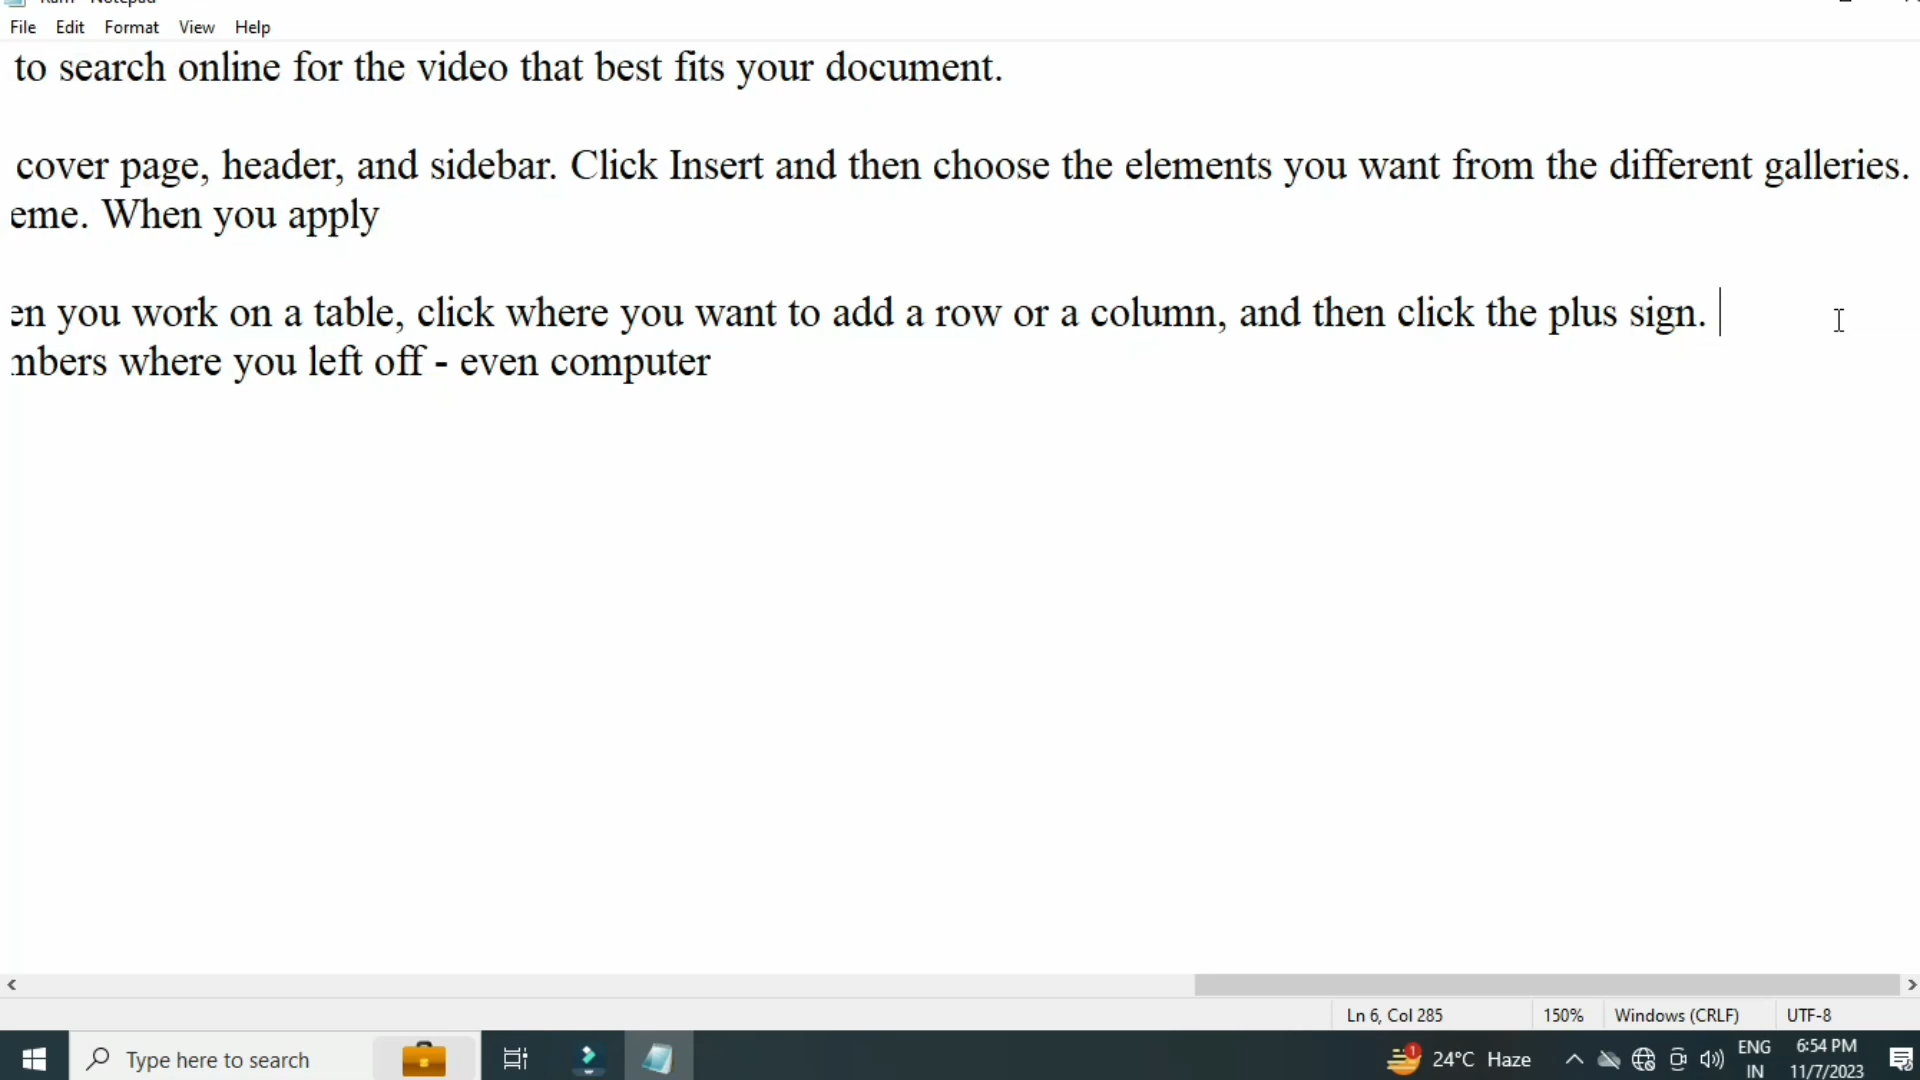 File Edit Format View Help
to search online for the video that best fits your document.
cover page, header, and sidebar. Click Insert and then choose the elements you want from the different galleries.
eme. When you apply
en you work on a table, click where you want to add a row or a column, and then click the plus sign.
mbers where you left off - even computer
Ln 6, Col 285 150% Windows (CRLF) UTF-8
Type here to search 1 24°C Haze ENG 6:54 PM
IN 11/7/2023